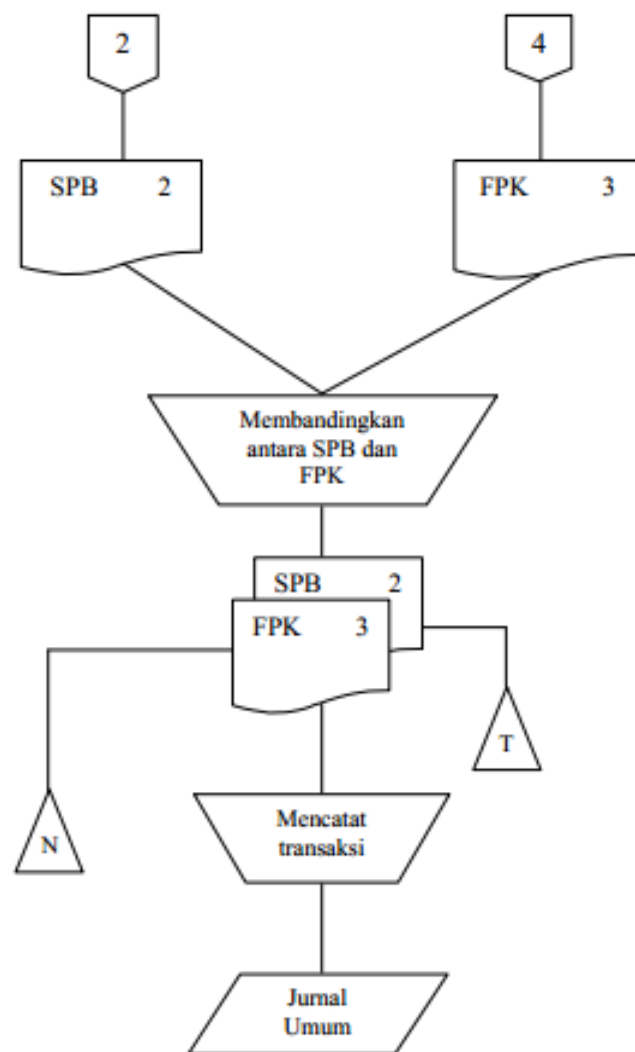 2
4
SPB 2
FPK 3
Membandingkan
antara SPB dan
FPK
SPB 2
FPK 3
T
N
Mencatat
transaksi
Jurnal
Umum